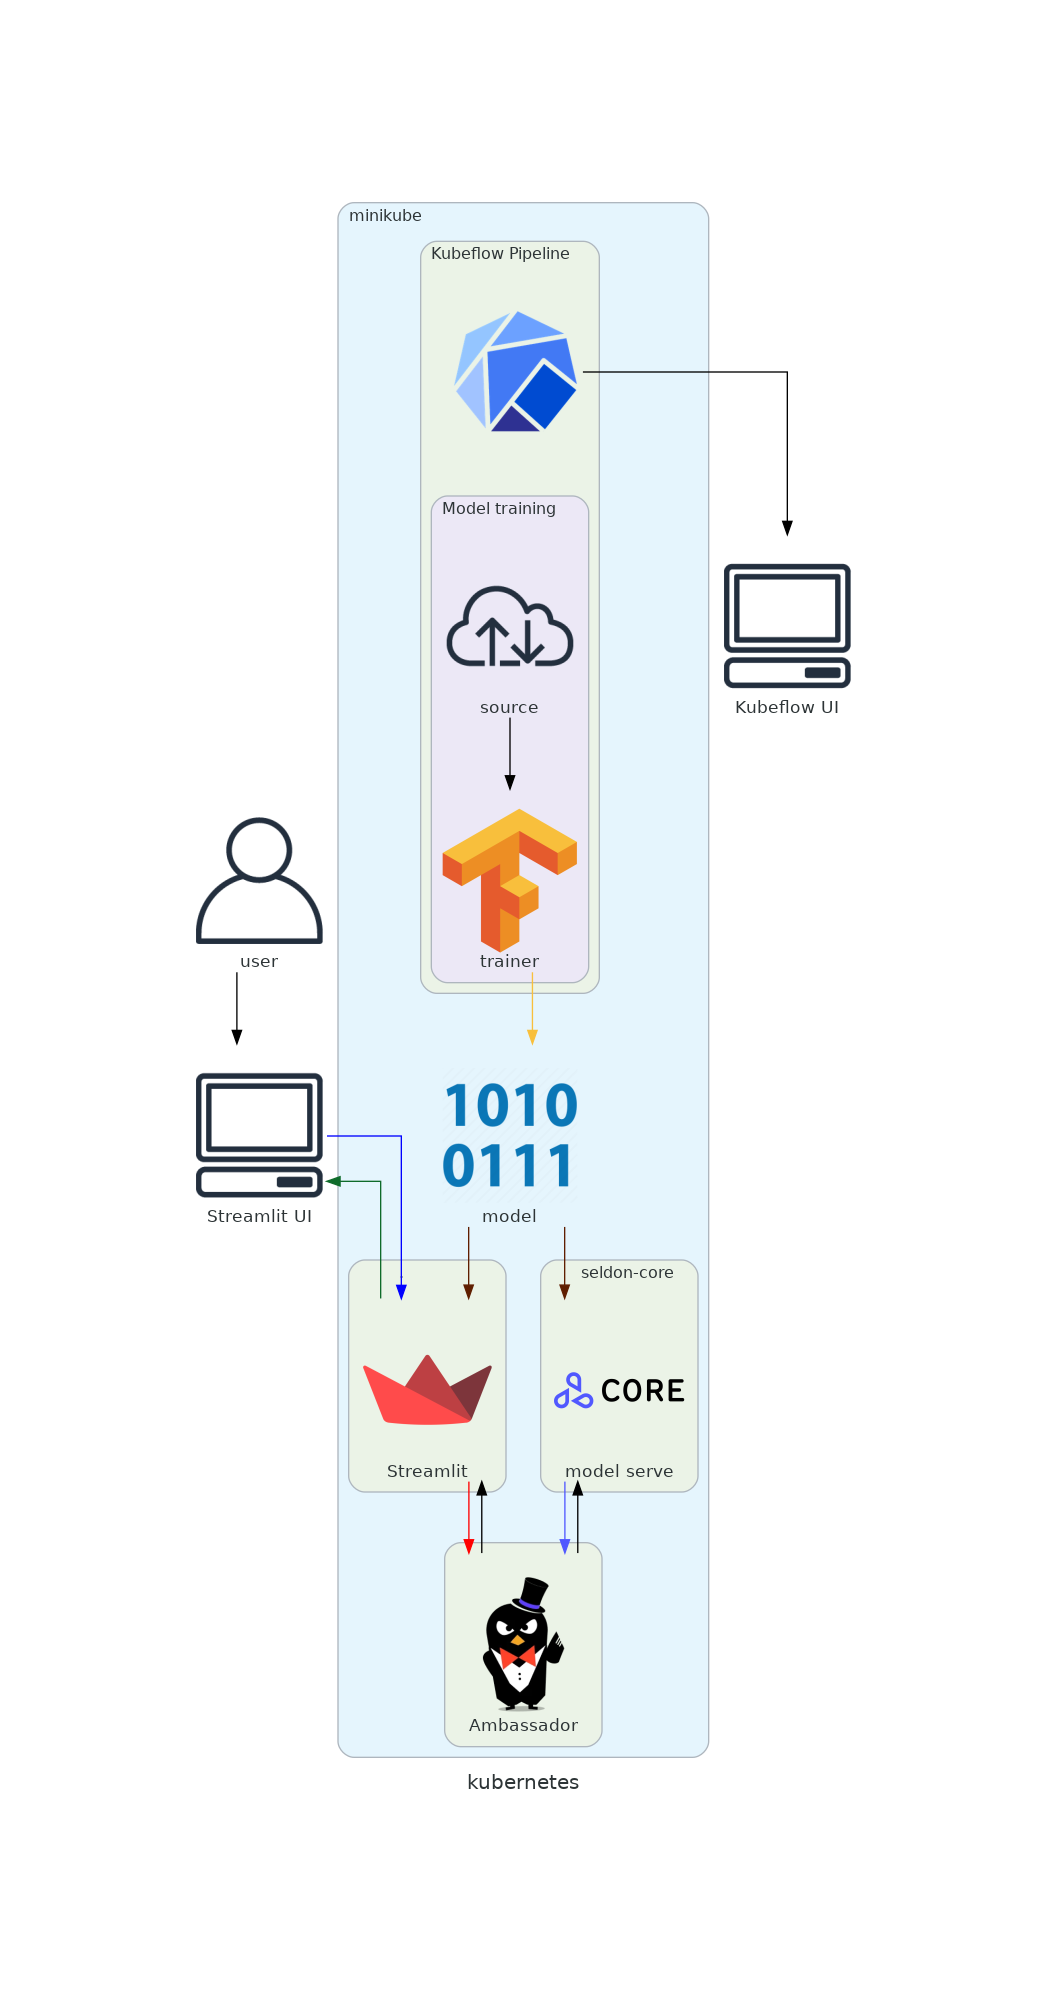 minikube
Kubeflow Pipeline
Model training
source
Kubeflow UI
trainer
user
1010
0111
Streamlit UI
model
seldon-core
CORE
Streamlit
model serve
Ambassador
kubernetes